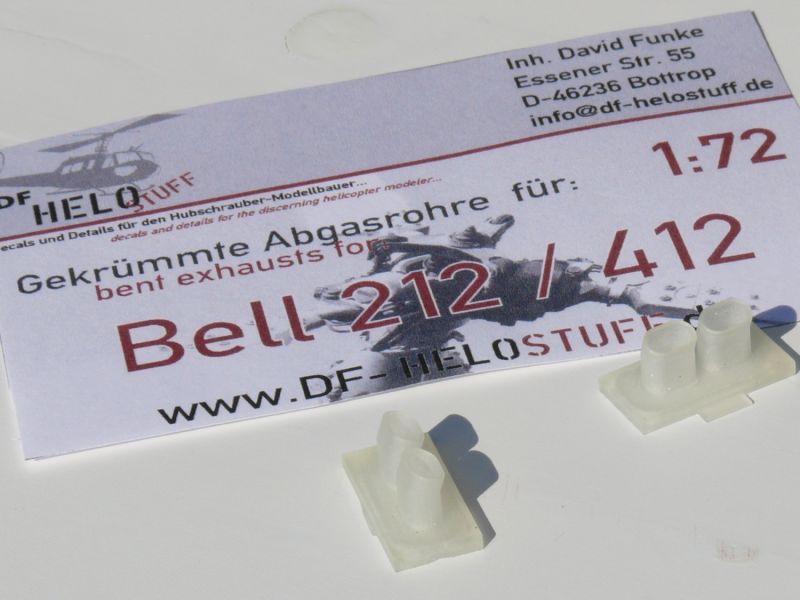 Inh. David Funke
Essener Str. 55
D-46236 Bottrop
info@df-helostuff.de
DF HELOSTUFF
ecals und Details für den Hubschrauber-Modellbauer...
decals and details for the discerning helicopter modeler...
1:72
Gekrümmte Abgasrohre für:
bent exhausts for:
Bell 212 / 412
www.DF-HELOSTUFF.